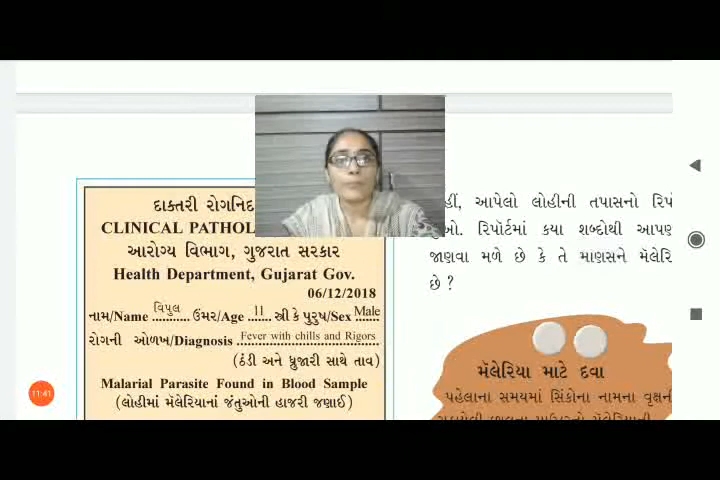 દાક્તરી રોગનિદ
CLINICAL PATHOL
આરોગ્ય વિભાગ, ગુજરાત સરકાર
Health Department, Gujarat Gov.
06/12/2018
નામ/Name વિપુલ ઉંમર/Age 11 સ્ત્રી કે પુરુષ/Sex Male
રોગની ઓળખ/Diagnosis Fever with chills and Rigors
(ઠંડી અને ધ્રુજારી સાથે તાવ)
Malarial Parasite Found in Blood Sample
(લોહીમાં મૅલેરિયાનાં જંતુઓની હાજરી જણાઈ)
આપેલો લોહીની તપાસનો રિપ
રિપૉર્ટમાં કયા શબ્દોથી આપણ
જાણવા મળે છે કે તે માણસને મૅલેરિ
છે ?
મૅલેરિયા માટે દવા
પહેલાના સમયમાં સિંકોના નામના વૃક્ષની
11:41